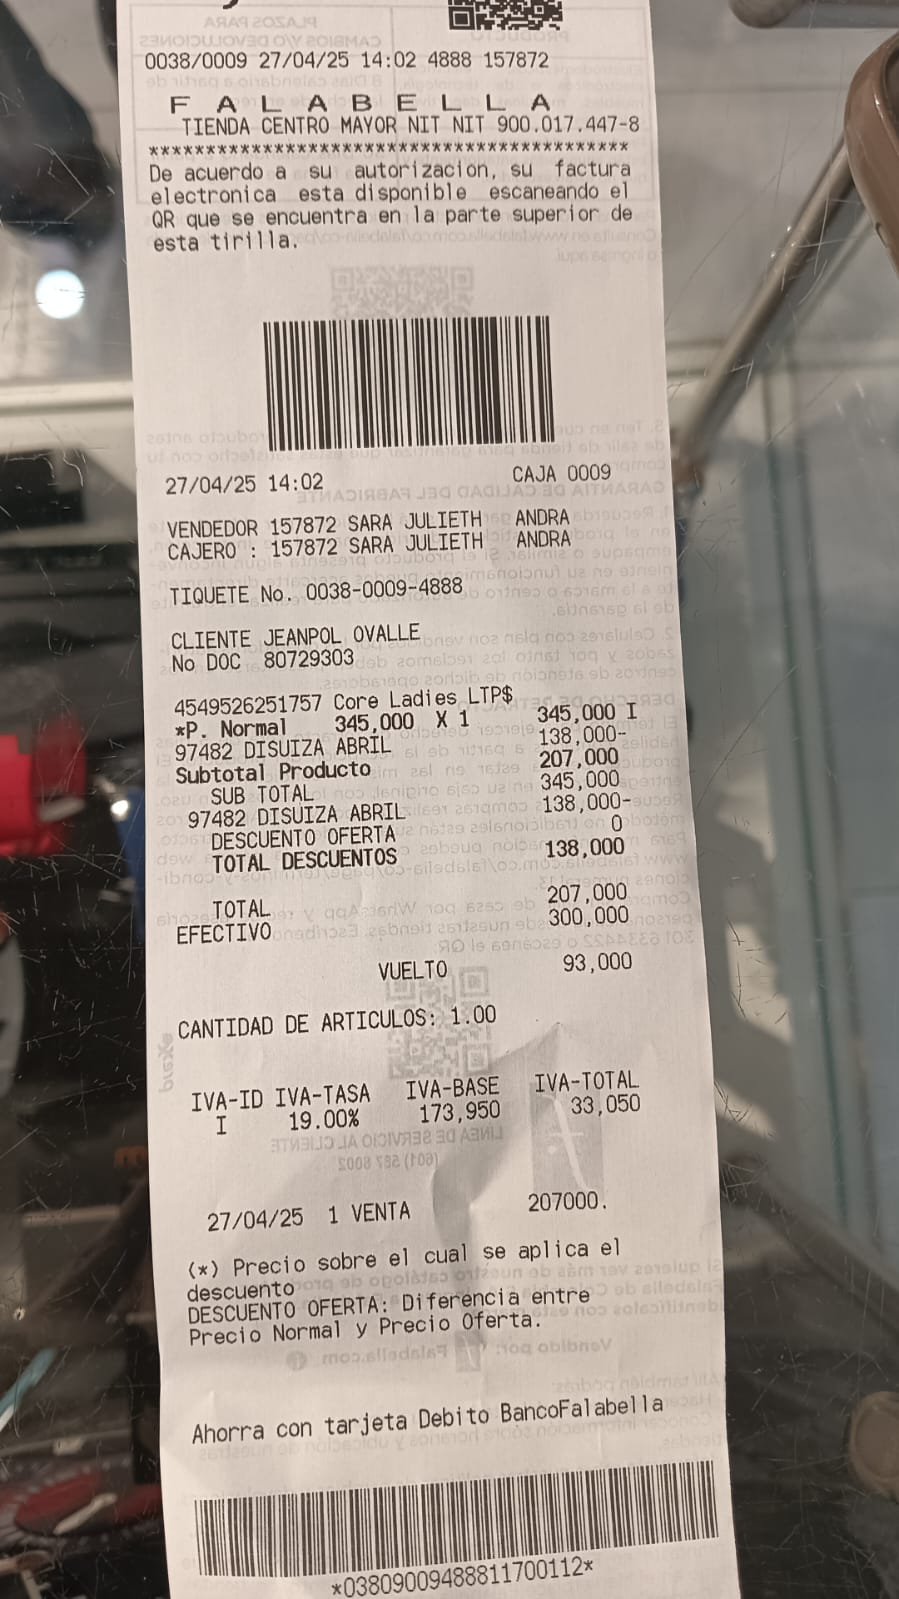 0038/0009 27/04/25 14:02 4888 157872
F A L A B E L L A
TIENDA CENTRO MAYOR NIT NIT 900.017.447-8
*****************************************
De acuerdo a su autorizacion, su factura
electronica esta disponible escaneando el
QR que se encuentra en la parte superior de
esta tirilla.
27/04/25 14:02 CAJA 0009
VENDEDOR 157872 SARA JULIETH ANDRA
CAJERO : 157872 SARA JULIETH ANDRA
TIQUETE No. 0038-0009-4888
CLIENTE JEANPOL OVALLE
No DOC 80729303
4549526251757 Core Ladies LTP$
*P. Normal 345,000 X 1 345,000 I
97482 DISUIZA ABRIL 138,000-
Subtotal Producto 207,000
SUB TOTAL 345,000
97482 DISUIZA ABRIL 138,000-
DESCUENTO OFERTA 0
TOTAL DESCUENTOS 138,000
TOTAL 207,000
EFECTIVO 300,000
VUELTO 93,000
CANTIDAD DE ARTICULOS: 1.00
IVA-ID IVA-TASA IVA-BASE IVA-TOTAL
I 19.00% 173,950 33,050
27/04/25 1 VENTA 207000.
(*) Precio sobre el cual se aplica el
descuento
DESCUENTO OFERTA: Diferencia entre
Precio Normal y Precio Oferta.
Ahorra con tarjeta Debito BancoFalabella
*03809009488811700112*